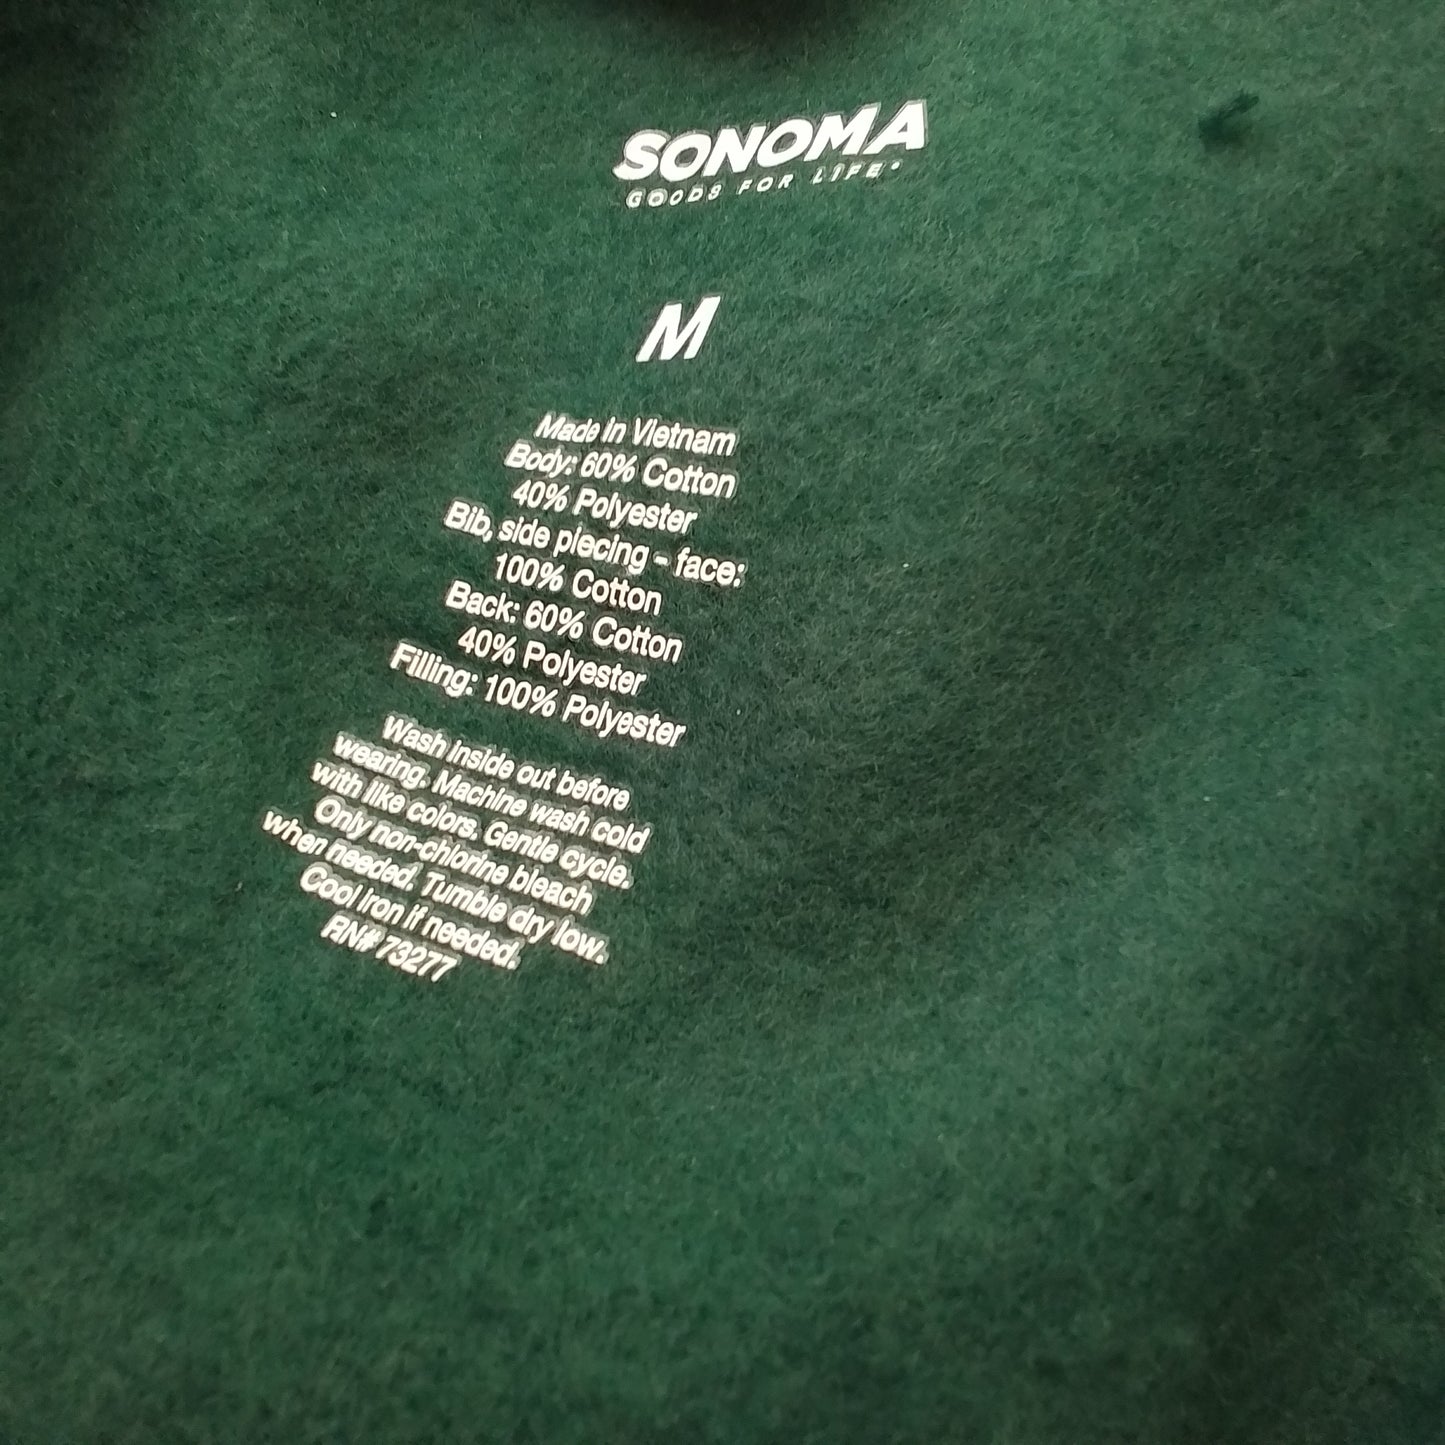 SONOMA
GOODS FOR LIFE
M
Made in Vietnam
Body: 60% Cotton
40% Polyester
Bib, side piecing - face:
100% Cotton
Back: 60% Cotton
40% Polyester
Filling: 100% Polyester
Wash inside out before
wearing. Machine wash cold
with like colors. Gentle cycle.
Only non-chlorine bleach
when needed. Tumble dry low.
Cool iron if needed.
RN# 73277